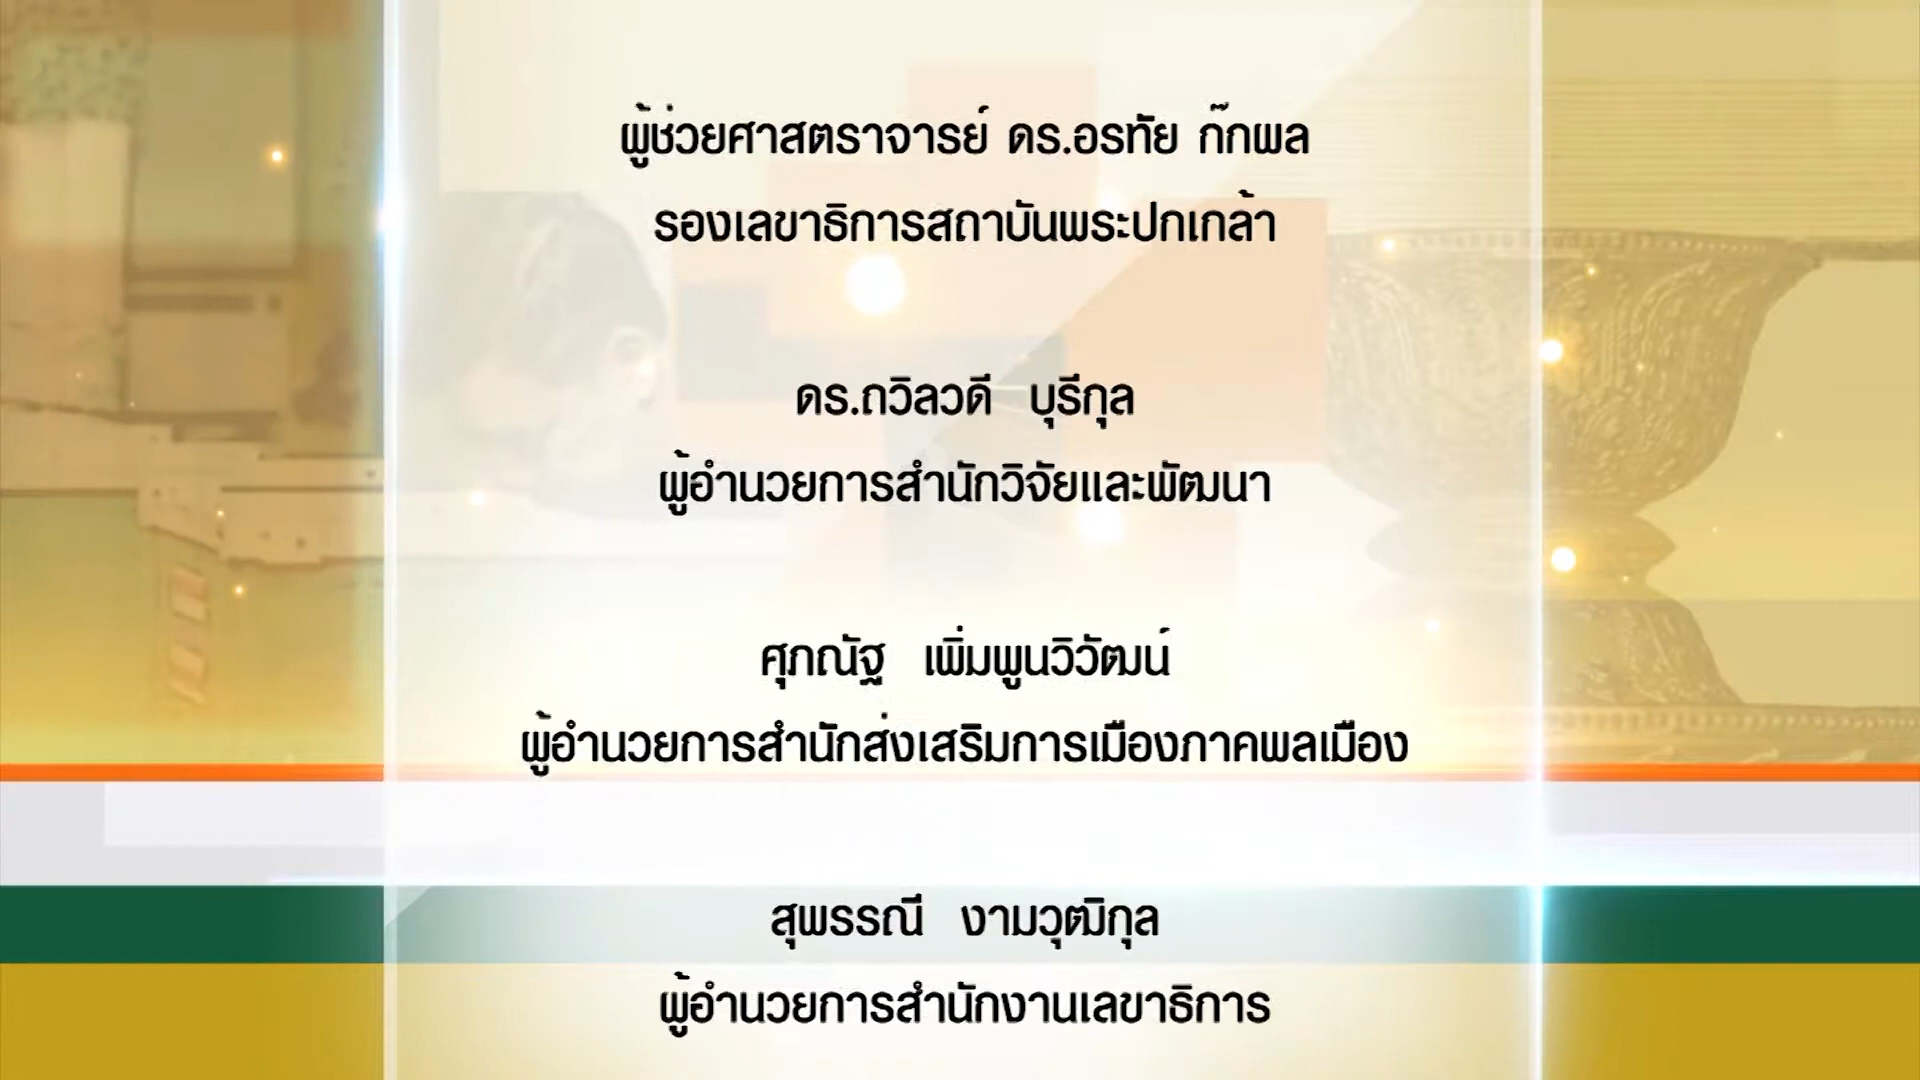 ผู้ช่วยศาสตราจารย์ ดร.อรทัย ก๊กผล
รองเลขาธิการสถาบันพระปกเกล้า
ดร.ถวิลวดี บุรีกุล
ผู้อำนวยการสำนักวิจัยและพัฒนา
ศุภณัฐ เพิ่มพูนวิวัฒน์
ผู้อำนวยการสำนักส่งเสริมการเมืองภาคพลเมือง
สุพรรณี งามวุฒิกุล
ผู้อำนวยการสำนักงานเลขาธิการ